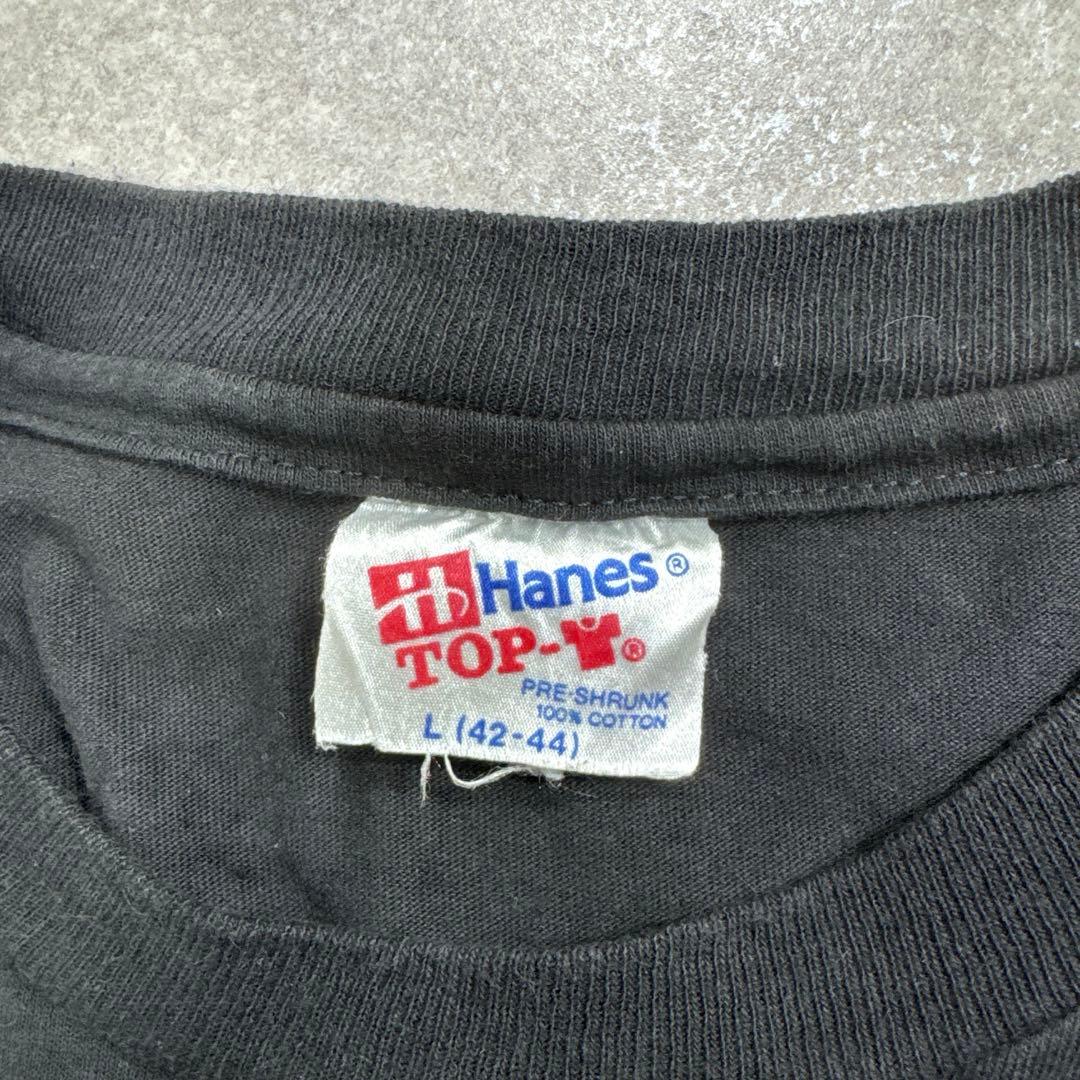 Hanes®
TOP-T®
PRE-SHRUNK
100% COTTON
L (42-44)